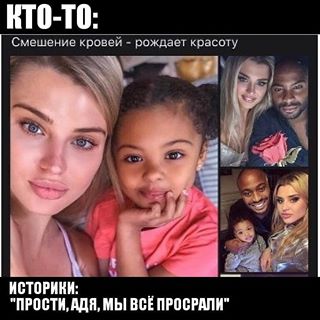 КТО-ТО:
Смешение кровей - рождает красоту
ИСТОРИКИ:
"ПРОСТИ, АДЯ, МЫ ВСЁ ПРОСРАЛИ"